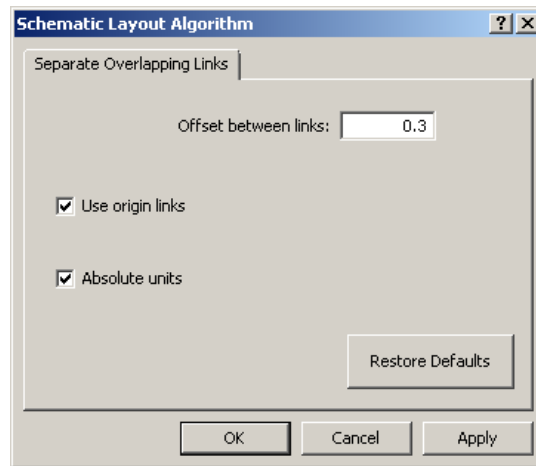 Schematic Layout Algorithm ? X
Separate Overlapping Links
Offset between links: 0.3
Use origin links
Absolute units
Restore Defaults
OK Cancel Apply